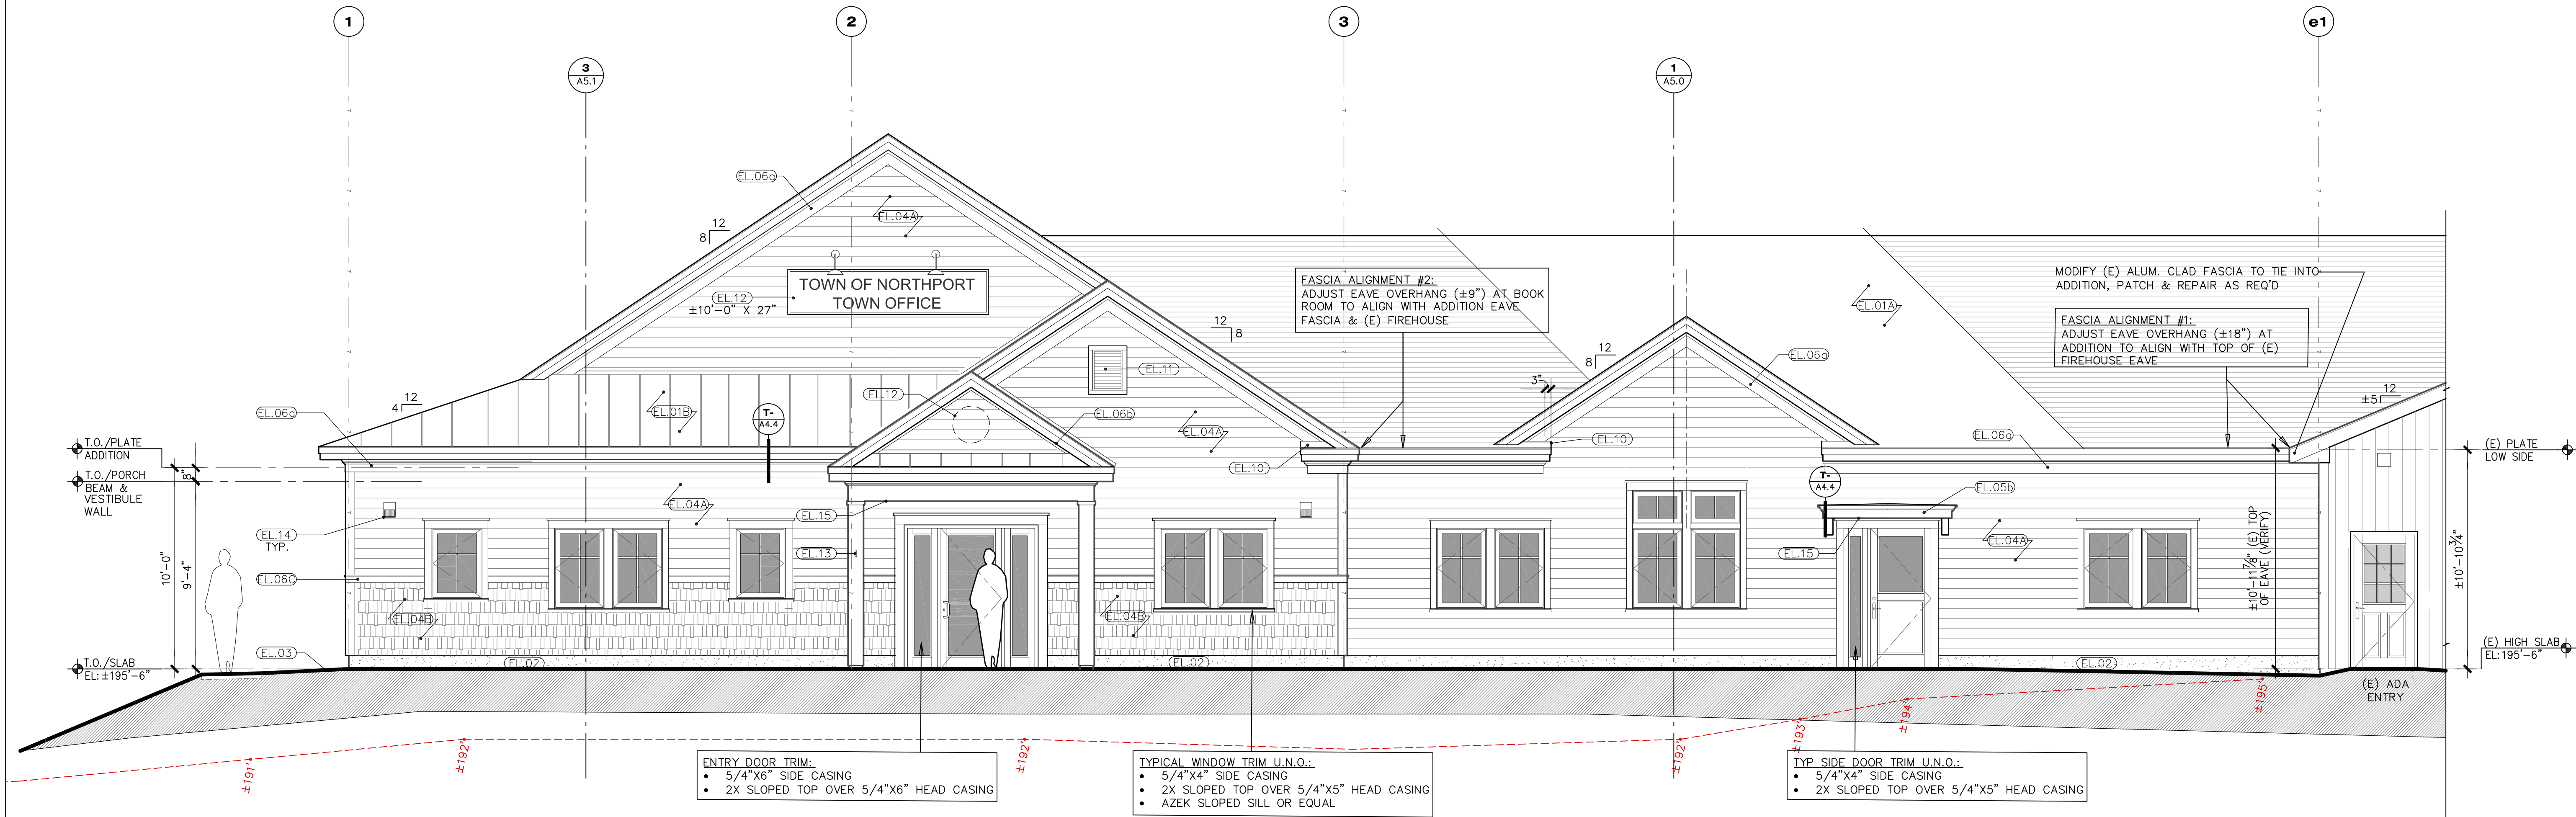 1
2
3
e1
3
A5.1
1
A5.0
EL.06a
EL.04A
12
8
TOWN OF NORTHPORT
TOWN OFFICE
EL.12
±10'-0" X 27"
FASCIA ALIGNMENT #2:
ADJUST EAVE OVERHANG (±9") AT BOOK
ROOM TO ALIGN WITH ADDITION EAVE
FASCIA & (E) FIREHOUSE
MODIFY (E) ALUM. CLAD FASCIA TO TIE INTO
ADDITION, PATCH & REPAIR AS REQ'D
EL.01A
FASCIA ALIGNMENT #1:
ADJUST EAVE OVERHANG (±18") AT
ADDITION TO ALIGN WITH TOP OF (E)
FIREHOUSE EAVE
12
8
12
8
EL.06a
3"
EL.11
EL.12
12
4
EL.01B
T-
A4.4
EL.06a
EL.06b
EL.04A
12
±5
T.O./PLATE
ADDITION
8"
T.O./PORCH
BEAM &
VESTIBULE
WALL
EL.10
EL.10
EL.06a
(E) PLATE
LOW SIDE
T-
A4.4
EL.04A
EL.15
EL.05b
EL.14
TYP.
EL.13
EL.15
EL.04A
10'-0"
9'-4"
±10'-11⅞" (E) TOP
OF EAVE (VERIFY)
±10'-10¾"
EL.06C
EL.04B
EL.04B
EL.03
EL.02
EL.02
EL.02
T.O./SLAB
EL: ±195'-6"
(E) HIGH SLAB
EL:195'-6"
(E) ADA
ENTRY
±191'
±192'
±192'
±192'
±193'
±194'
±195'
ENTRY DOOR TRIM:
• 5/4"X6" SIDE CASING
• 2X SLOPED TOP OVER 5/4"X6" HEAD CASING
TYPICAL WINDOW TRIM U.N.O.:
• 5/4"X4" SIDE CASING
• 2X SLOPED TOP OVER 5/4"X5" HEAD CASING
• AZEK SLOPED SILL OR EQUAL
TYP SIDE DOOR TRIM U.N.O.:
• 5/4"X4" SIDE CASING
• 2X SLOPED TOP OVER 5/4"X5" HEAD CASING